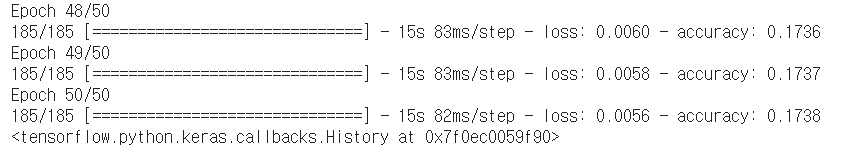 Epoch 48/50
185/185 [==============================] - 15s 83ms/step - loss: 0.0060 - accuracy: 0.1736
Epoch 49/50
185/185 [==============================] - 15s 83ms/step - loss: 0.0058 - accuracy: 0.1737
Epoch 50/50
185/185 [==============================] - 15s 82ms/step - loss: 0.0056 - accuracy: 0.1738
<tensorflow.python.keras.callbacks.History at 0x7f0ec0059f90>